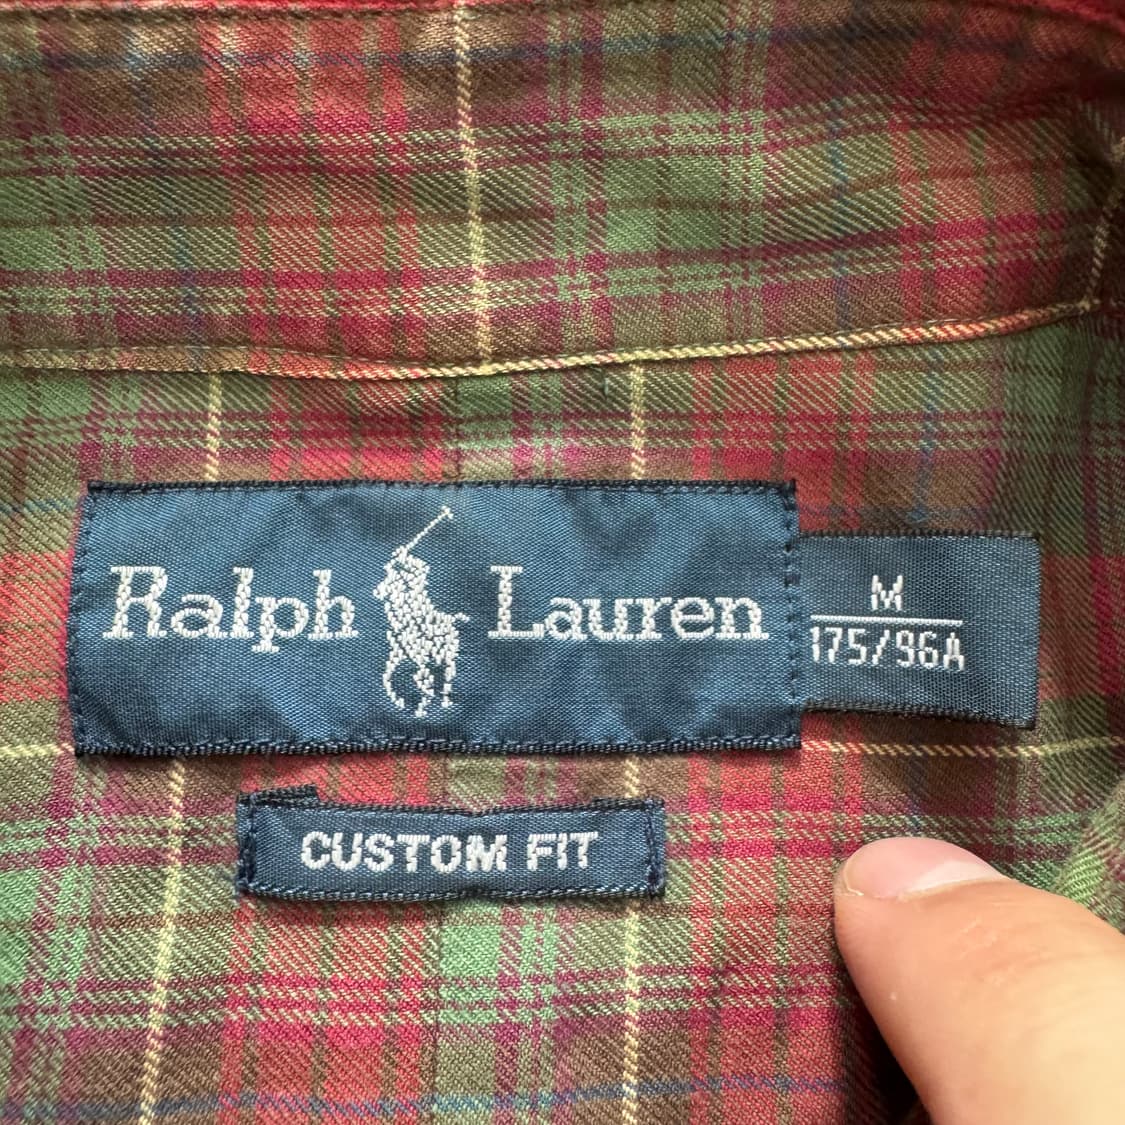 Ralph Lauren
M
175/96A
CUSTOM FIT